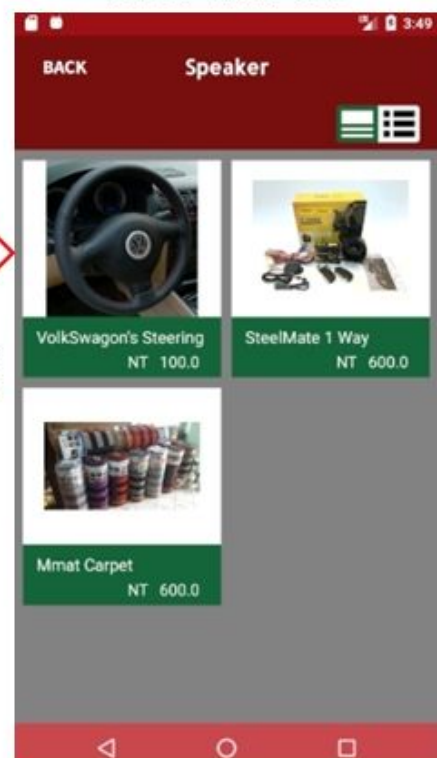 3:49
BACK
Speaker
VolkSwagon's Steering
NT 100.0
SteelMate 1 Way
NT 600.0
Mmat Carpet
NT 600.0